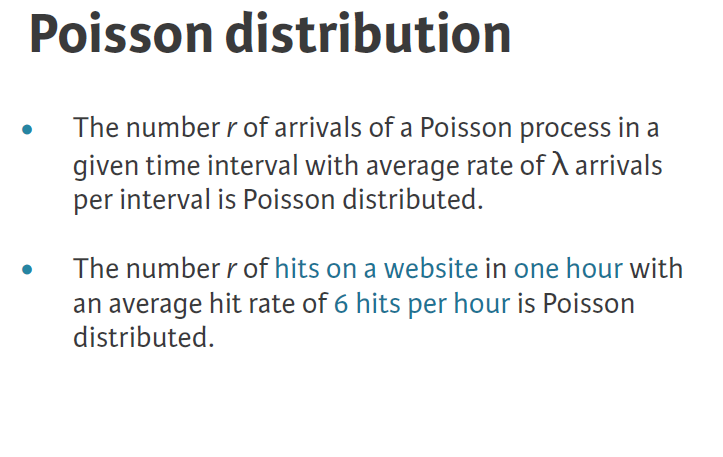 Poisson distribution
• The number r of arrivals of a Poisson process in a
given time interval with average rate of λ arrivals
per interval is Poisson distributed.
• The number r of hits on a website in one hour with
an average hit rate of 6 hits per hour is Poisson
distributed.